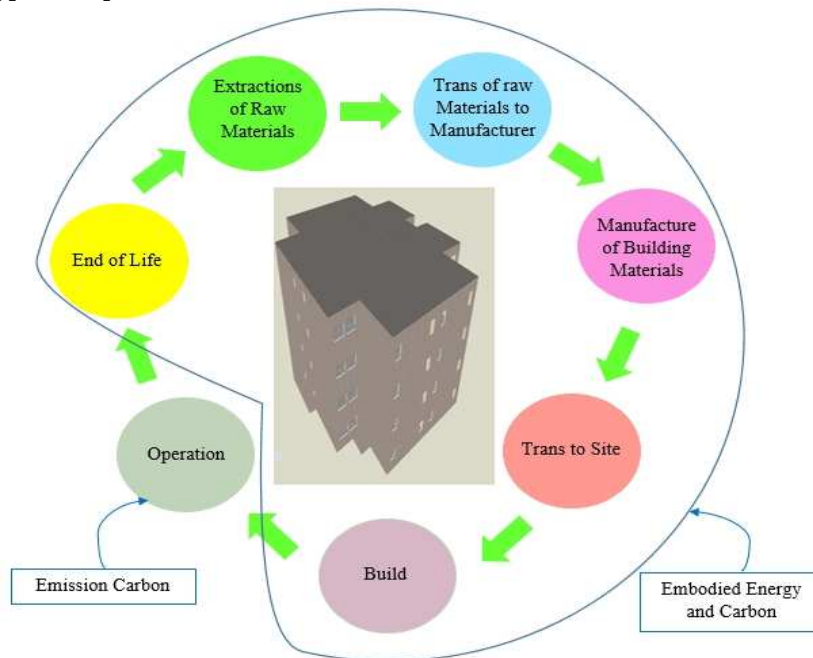 Extractions
of Raw
Materials
Trans of raw
Materials to
Manufacturer
Manufacture
of Building
Materials
Trans to Site
Build
Operation
End of Life
Emission Carbon
Embodied Energy
and Carbon